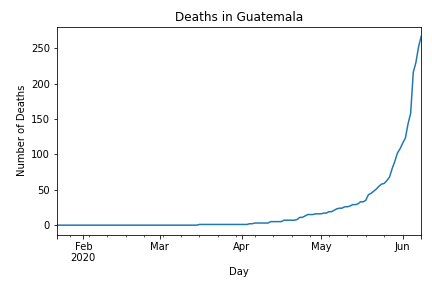 Deaths in Guatemala
Number of Deaths
250
200
150
100
50
0
Feb
2020
Mar
Apr
May
Jun
Day